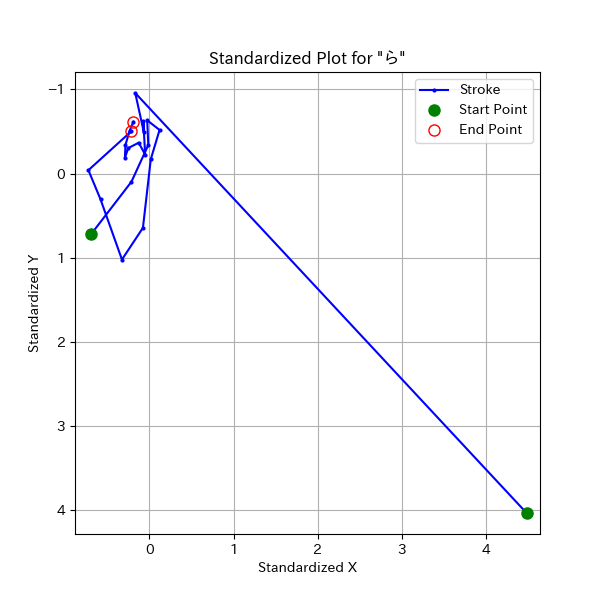 Standardized Plot for "ら"
Stroke
Start Point
End Point
−1
0
1
2
3
4
Standardized Y
0 1 2 3 4
Standardized X